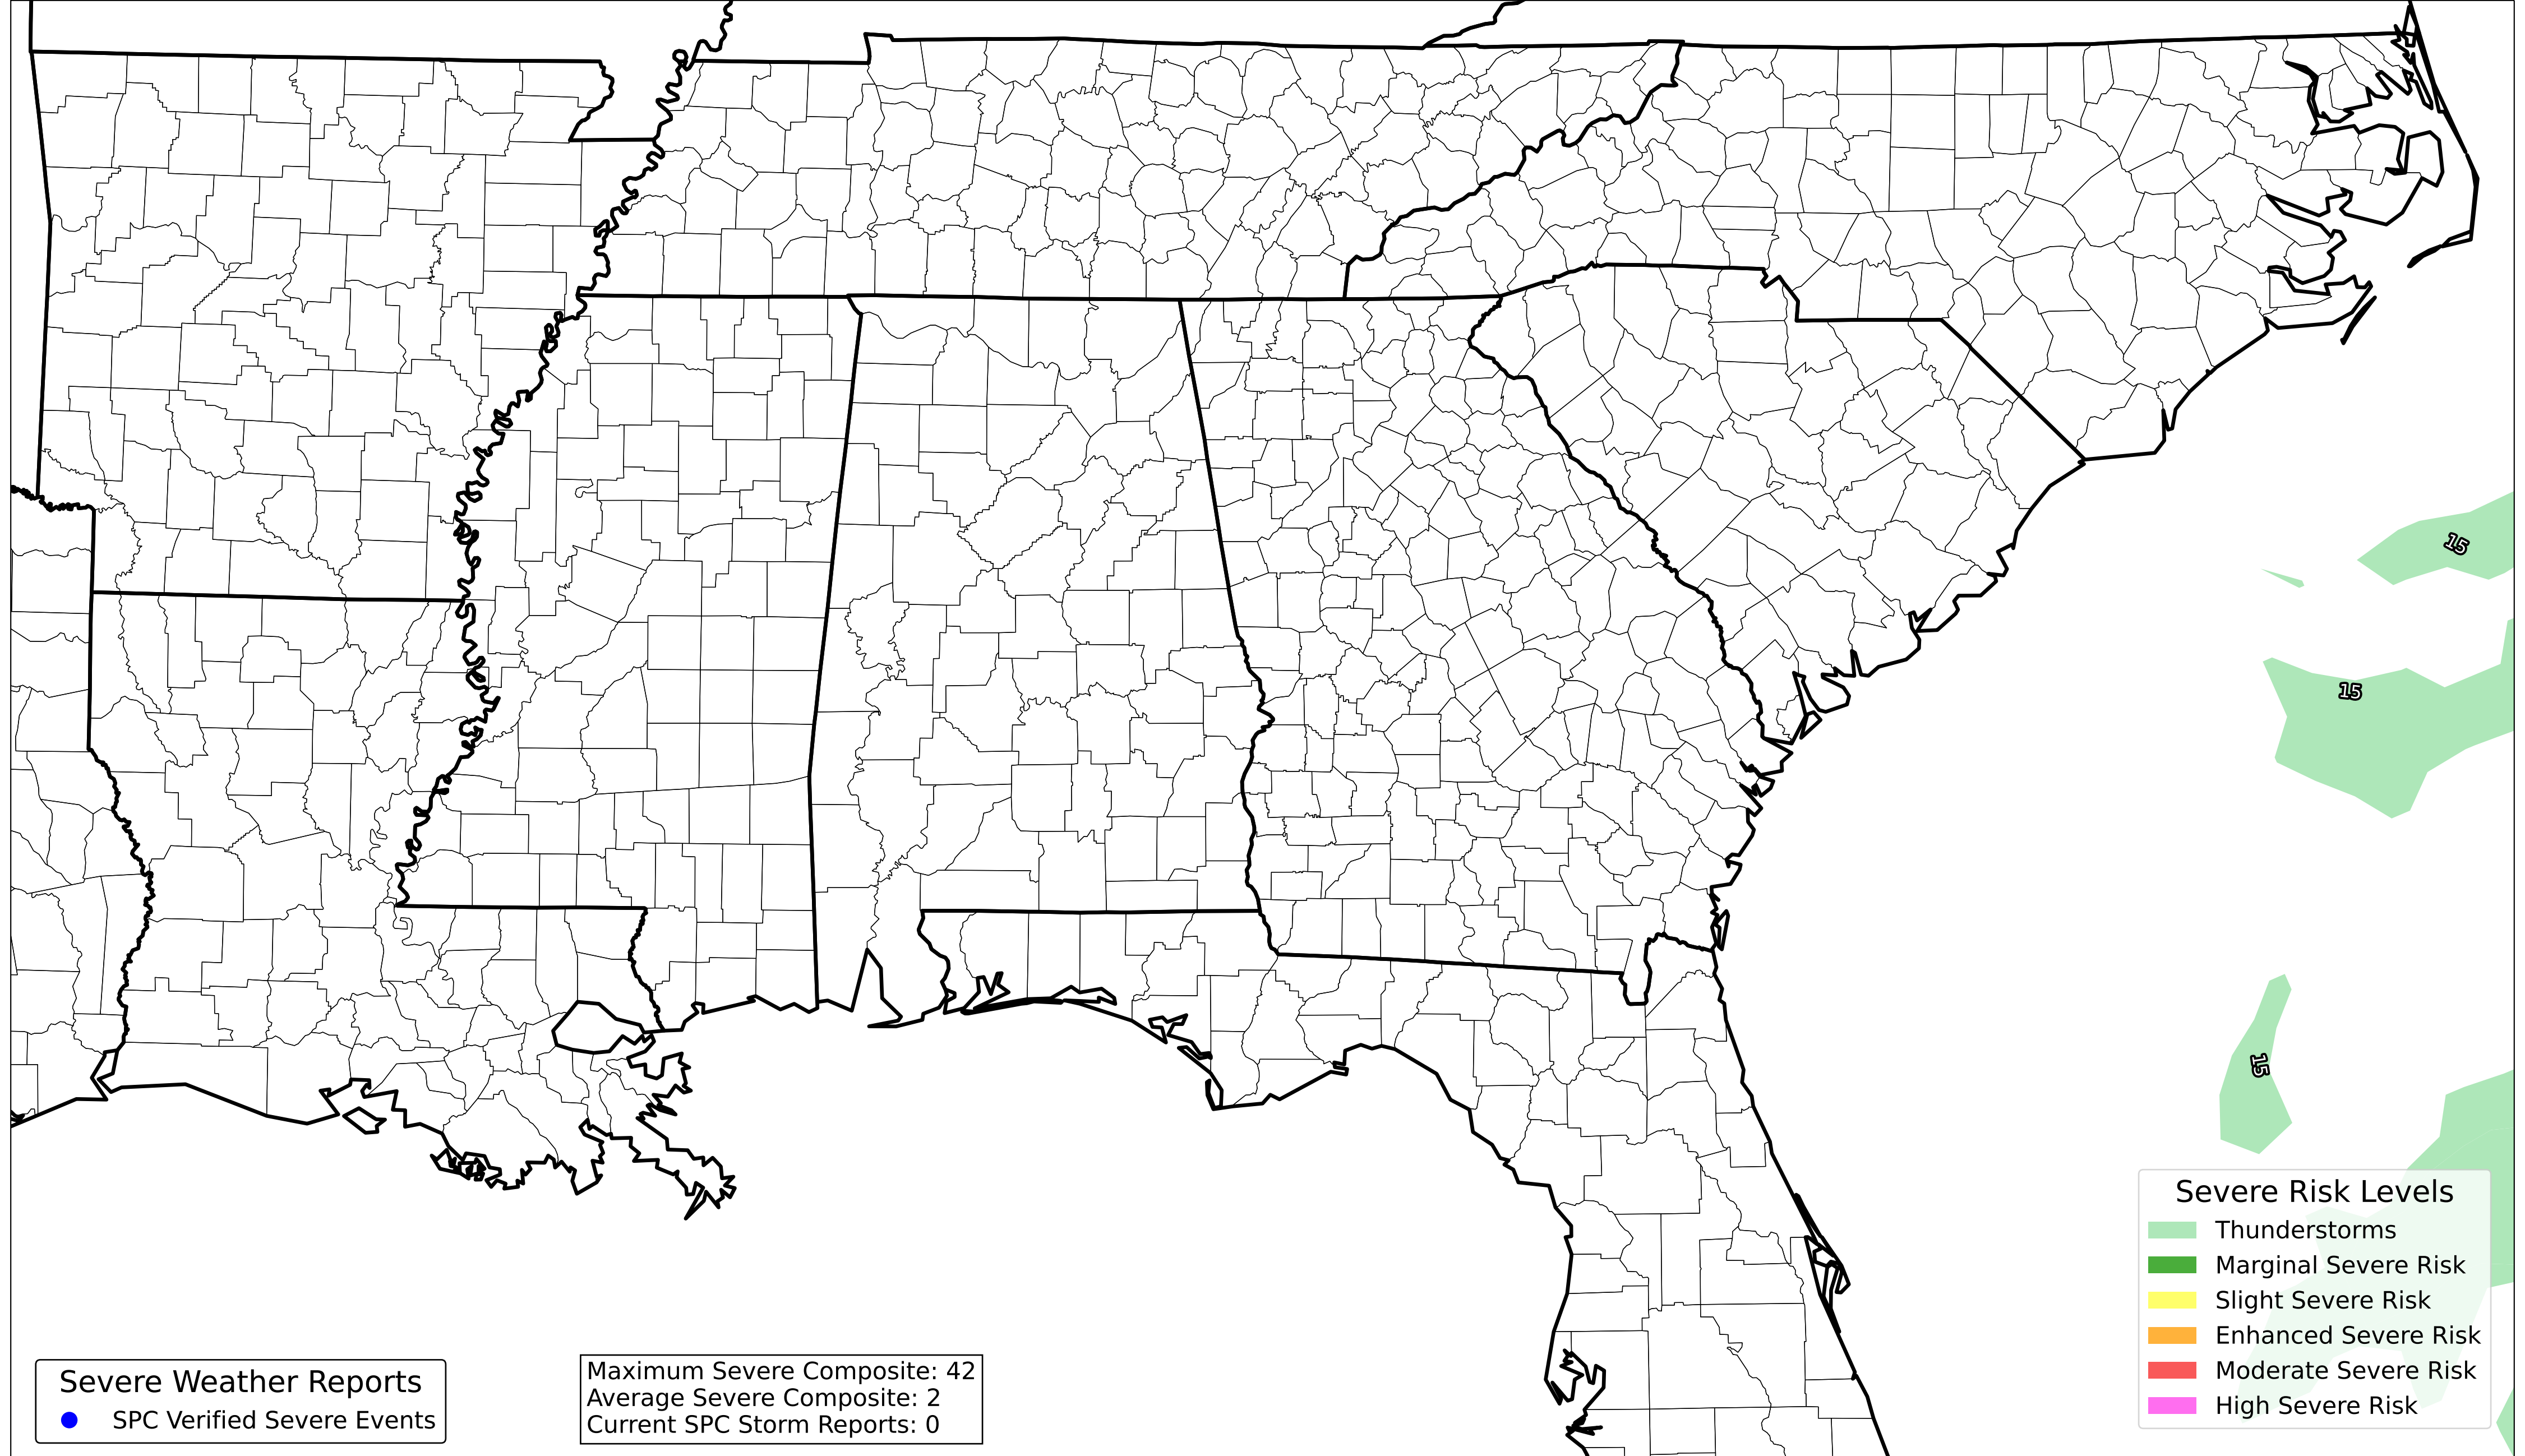 15
15
15
Severe Risk Levels
Thunderstorms
Marginal Severe Risk
Slight Severe Risk
Enhanced Severe Risk
Moderate Severe Risk
High Severe Risk
Severe Weather Reports
SPC Verified Severe Events
Maximum Severe Composite: 42
Average Severe Composite: 2
Current SPC Storm Reports: 0